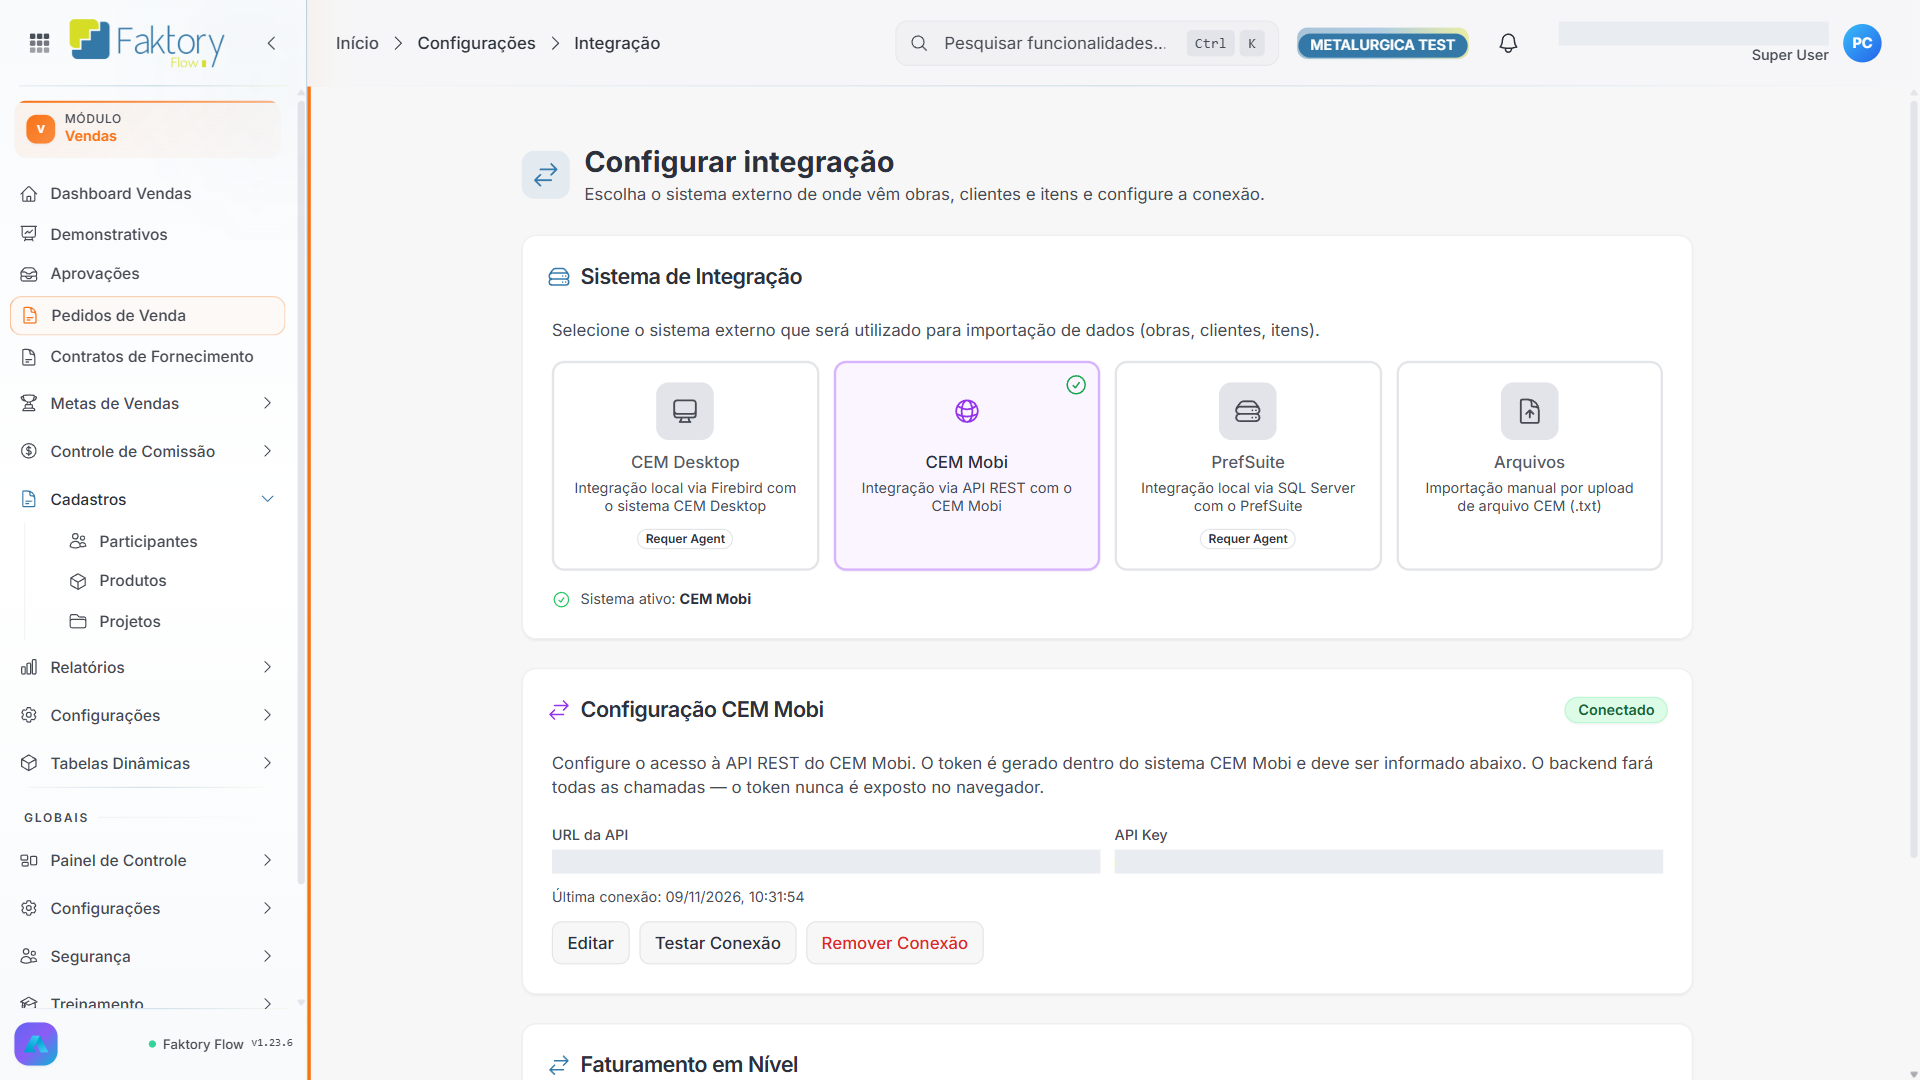 Faktory
Flow
Início
Configurações
Integração
Pesquisar funcionalidades...
Ctrl
K
METALURGICA TEST
Super User
PC
V
MÓDULO
Vendas
Dashboard Vendas
Demonstrativos
Aprovações
Pedidos de Venda
Contratos de Fornecimento
Metas de Vendas
Controle de Comissão
Cadastros
Participantes
Produtos
Projetos
Relatórios
Configurações
Tabelas Dinâmicas
GLOBAIS
Painel de Controle
Configurações
Segurança
Treinamento
Faktory Flow v1.23.6
Configurar integração
Escolha o sistema externo de onde vêm obras, clientes e itens e configure a conexão.
Sistema de Integração
Selecione o sistema externo que será utilizado para importação de dados (obras, clientes, itens).
CEM Desktop
Integração local via Firebird com
o sistema CEM Desktop
Requer Agent
CEM Mobi
Integração via API REST com o
CEM Mobi
PrefSuite
Integração local via SQL Server
com o PrefSuite
Requer Agent
Arquivos
Importação manual por upload
de arquivo CEM (.txt)
Sistema ativo: CEM Mobi
Configuração CEM Mobi
Conectado
Configure o acesso à API REST do CEM Mobi. O token é gerado dentro do sistema CEM Mobi e deve ser informado abaixo. O backend fará
todas as chamadas — o token nunca é exposto no navegador.
URL da API
API Key
Última conexão: 09/11/2026, 10:31:54
Editar
Testar Conexão
Remover Conexão
Faturamento em Nível